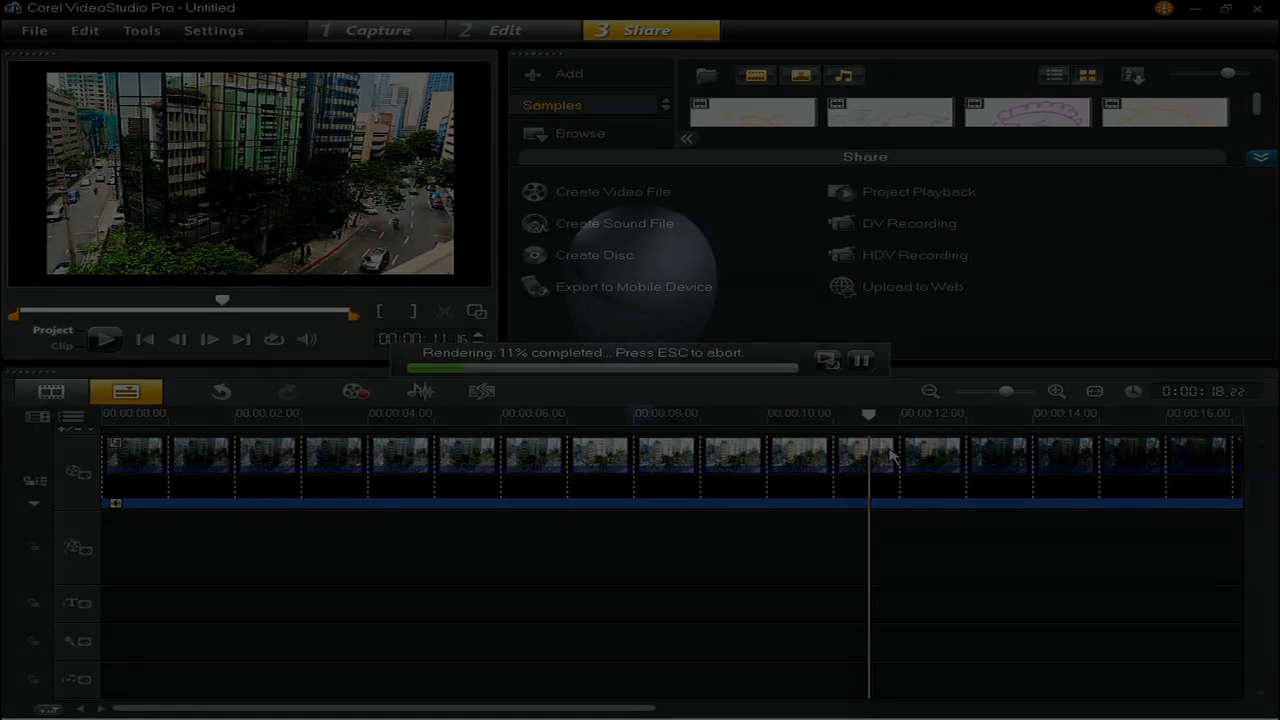 Corel VideoStudio Pro - Untitled
File Edit Tools Settings 1 Capture 2 Edit 3 Share
Add
Samples
Browse
Share
Create Video File Project Playback
Create Sound File DV Recording
Create Disc HDV Recording
Export to Mobile Device Upload to Web
Project
Clip
00:00:11.16
Rendering: 11% completed... Press ESC to abort.
0:00:18.22
00:00:00.00 00:00:02.00 00:00:04.00 00:00:06.00 00:00:08.00 00:00:10.00 00:00:12.00 00:00:14.00 00:00:16.00